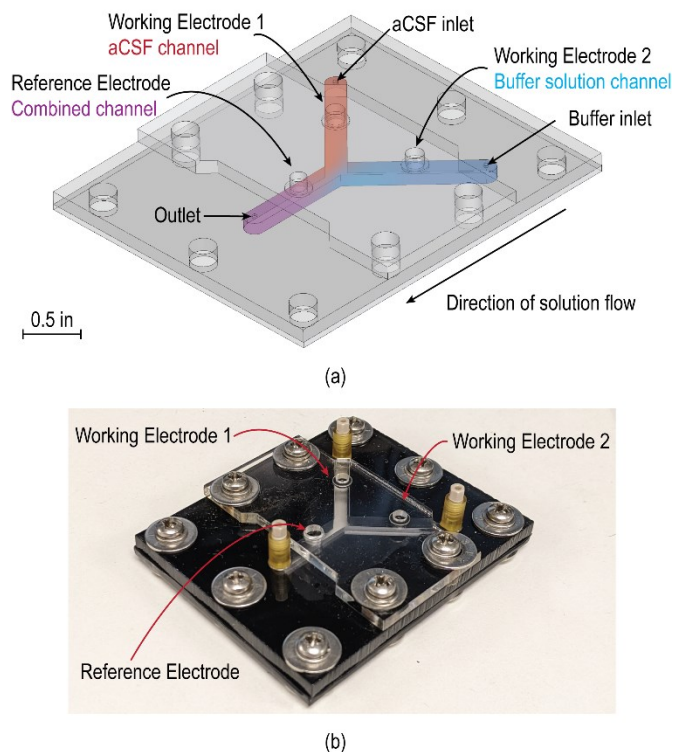 Working Electrode 1
aCSF channel
aCSF inlet
Working Electrode 2
Buffer solution channel
Reference Electrode
Combined channel
Buffer inlet
Outlet
Direction of solution flow
0.5 in
(a)
Working Electrode 1
Working Electrode 2
Reference Electrode
(b)